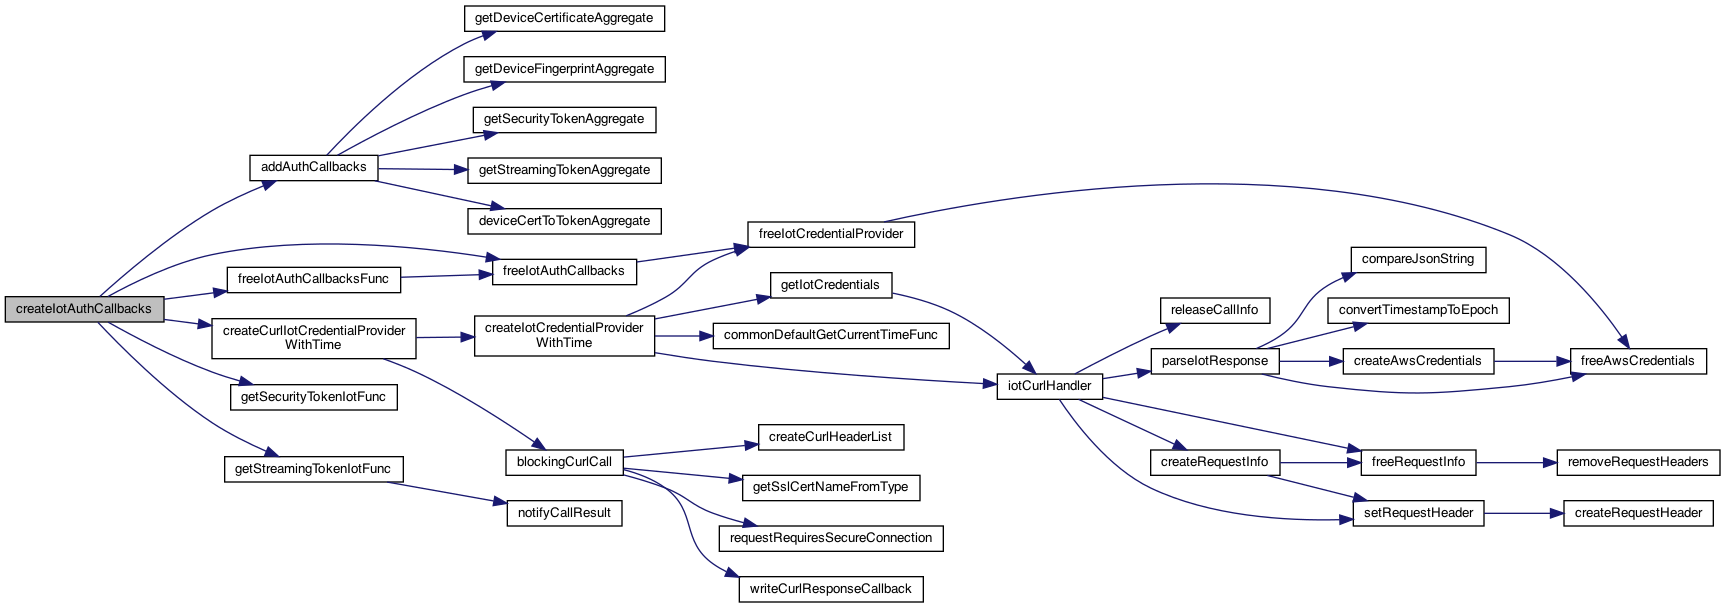 createIotAuthCallbacks
addAuthCallbacks
freeIotAuthCallbacksFunc
createCurlIotCredentialProvider
WithTime
getSecurityTokenIotFunc
getStreamingTokenIotFunc
getDeviceCertificateAggregate
getDeviceFingerprintAggregate
getSecurityTokenAggregate
getStreamingTokenAggregate
deviceCertToTokenAggregate
freeIotAuthCallbacks
createIotCredentialProvider
WithTime
blockingCurlCall
notifyCallResult
freeIotCredentialProvider
getIotCredentials
commonDefaultGetCurrentTimeFunc
createCurlHeaderList
getSslCertNameFromType
requestRequiresSecureConnection
writeCurlResponseCallback
iotCurlHandler
releaseCallInfo
parseIotResponse
createRequestInfo
compareJsonString
convertTimestampToEpoch
createAwsCredentials
freeRequestInfo
setRequestHeader
freeAwsCredentials
removeRequestHeaders
createRequestHeader